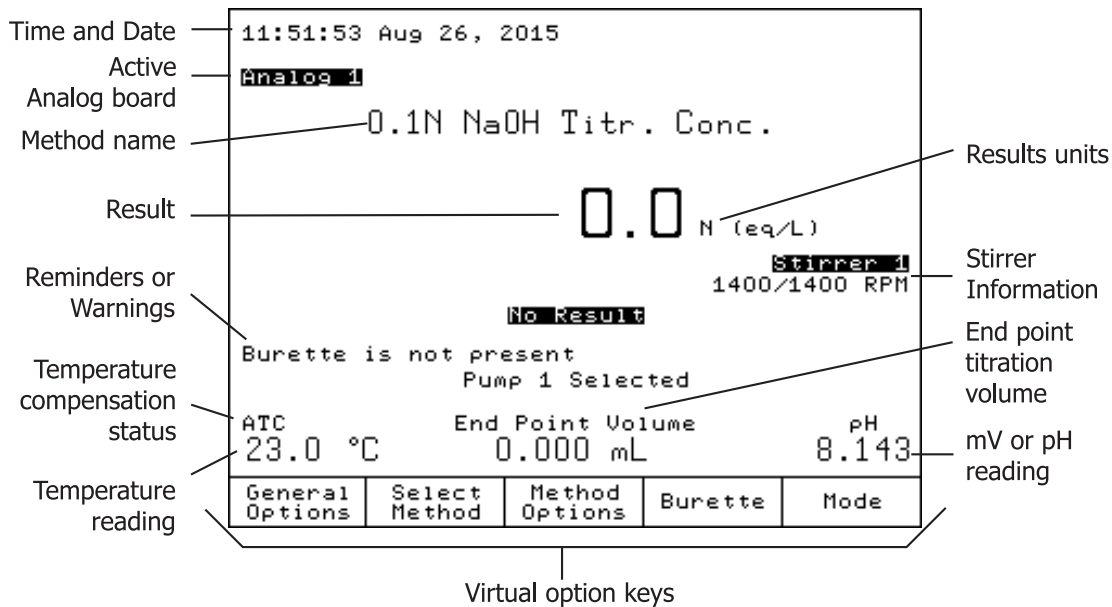 Time and Date
11:51:53 Aug 26, 2015
Active
Analog board
Analog 1
Method name
0.1N NaOH Titr. Conc.
Results units
Result
0.0 N (eq/L)
Stirrer 1
1400/1400 RPM
Stirrer
Information
Reminders or
Warnings
No Result
Burette is not present
Pump 1 Selected
End point
titration
volume
Temperature
compensation
status
ATC
End Point Volume
pH
23.0 °C
0.000 mL
8.143
mV or pH
reading
Temperature
reading
General
Options
Select
Method
Method
Options
Burette
Mode
Virtual option keys